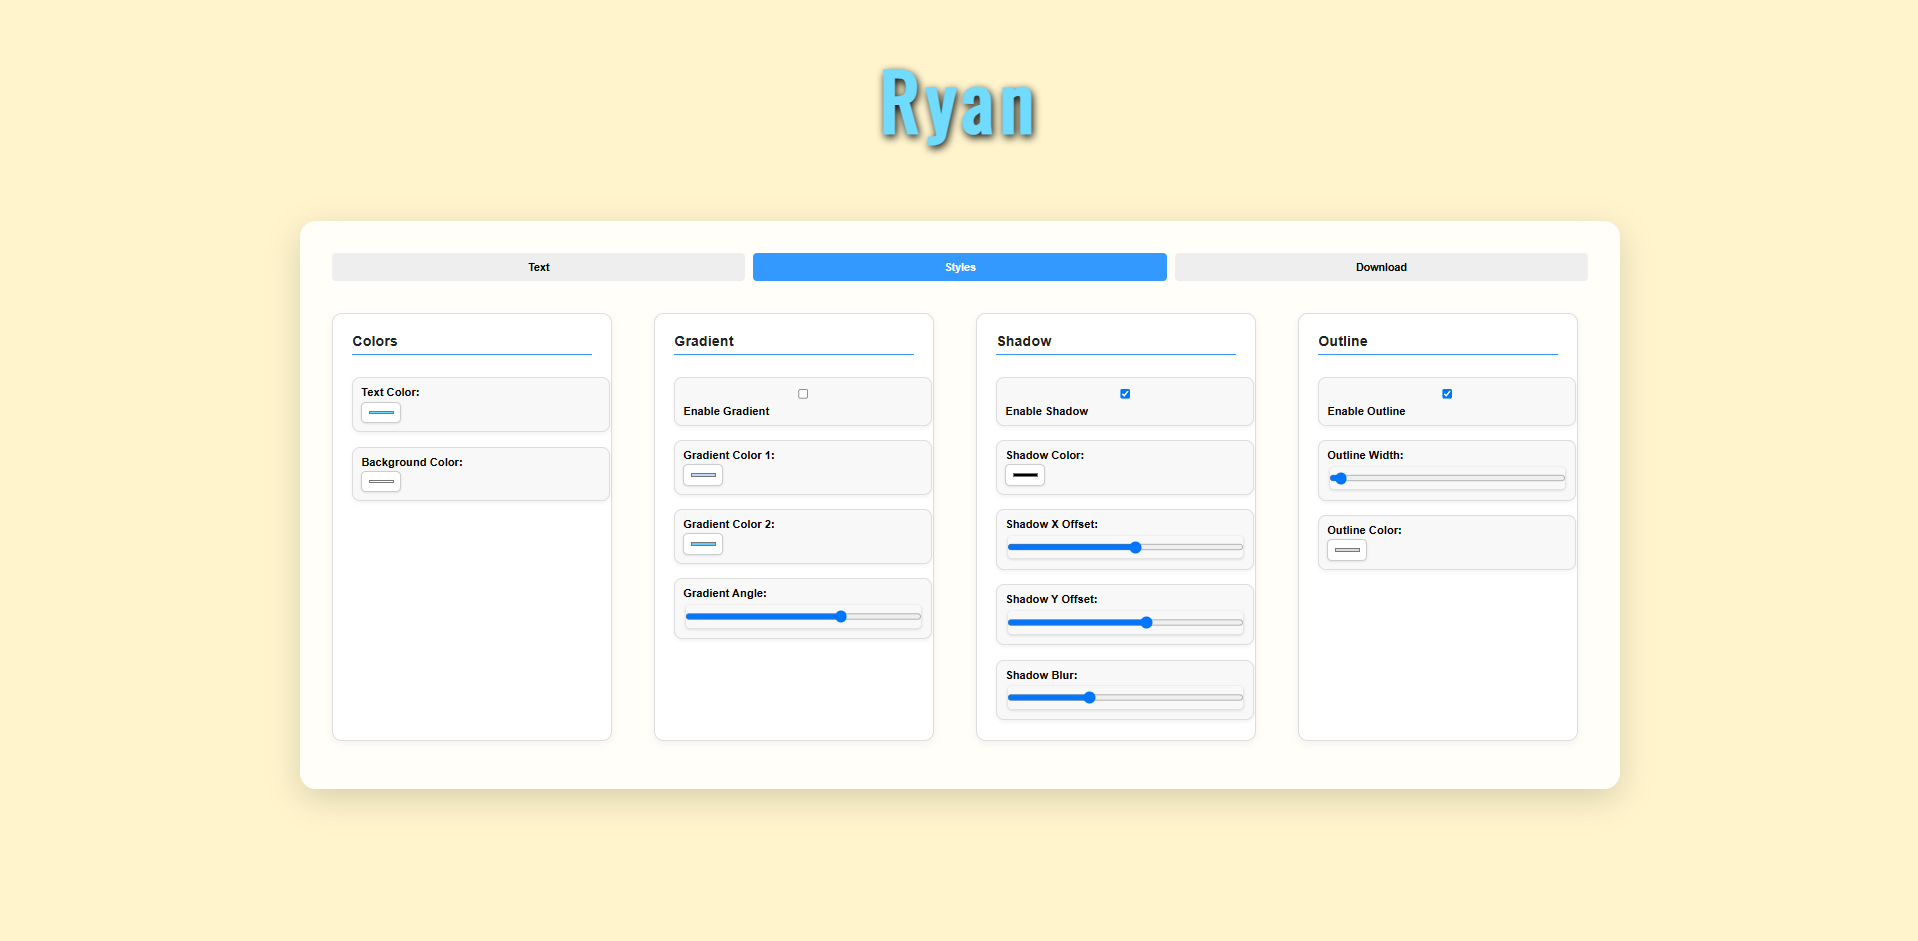 Ryan
Text
Styles
Download
Colors
Text Color:
Background Color:
Gradient
Enable Gradient
Gradient Color 1:
Gradient Color 2:
Gradient Angle:
Shadow
Enable Shadow
Shadow Color:
Shadow X Offset:
Shadow Y Offset:
Shadow Blur:
Outline
Enable Outline
Outline Width:
Outline Color: